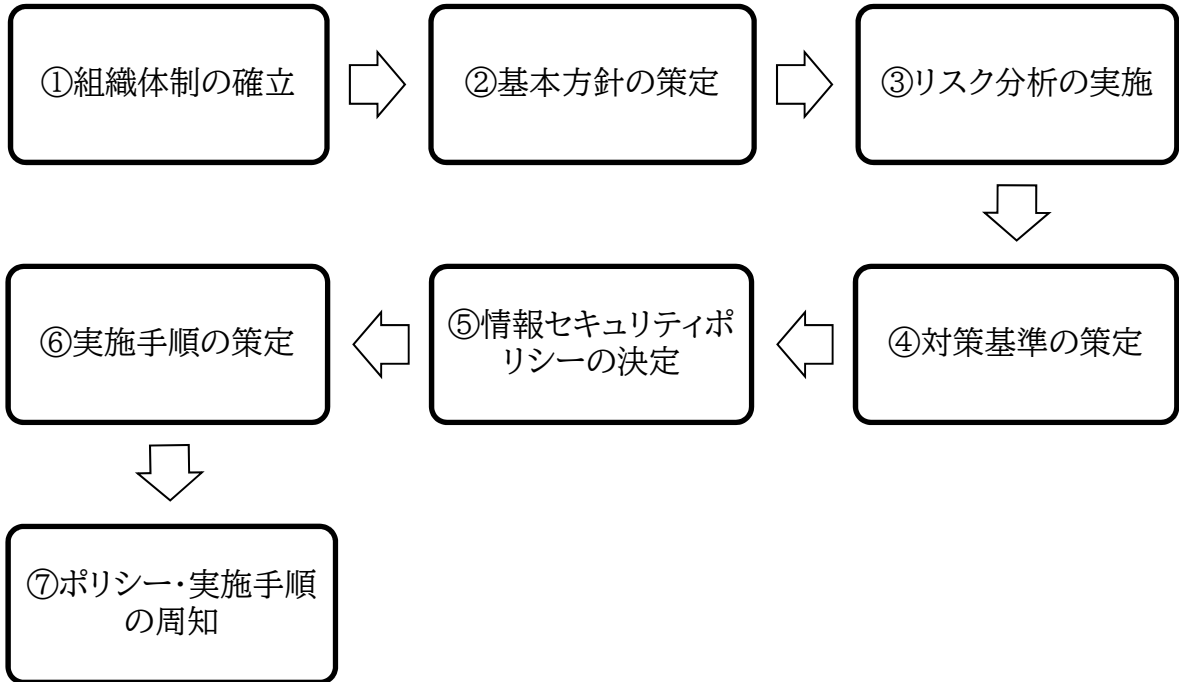 ①組織体制の確立
②基本方針の策定
③リスク分析の実施
④対策基準の策定
⑤情報セキュリティポ
リシーの決定
⑥実施手順の策定
⑦ポリシー・実施手順
の周知